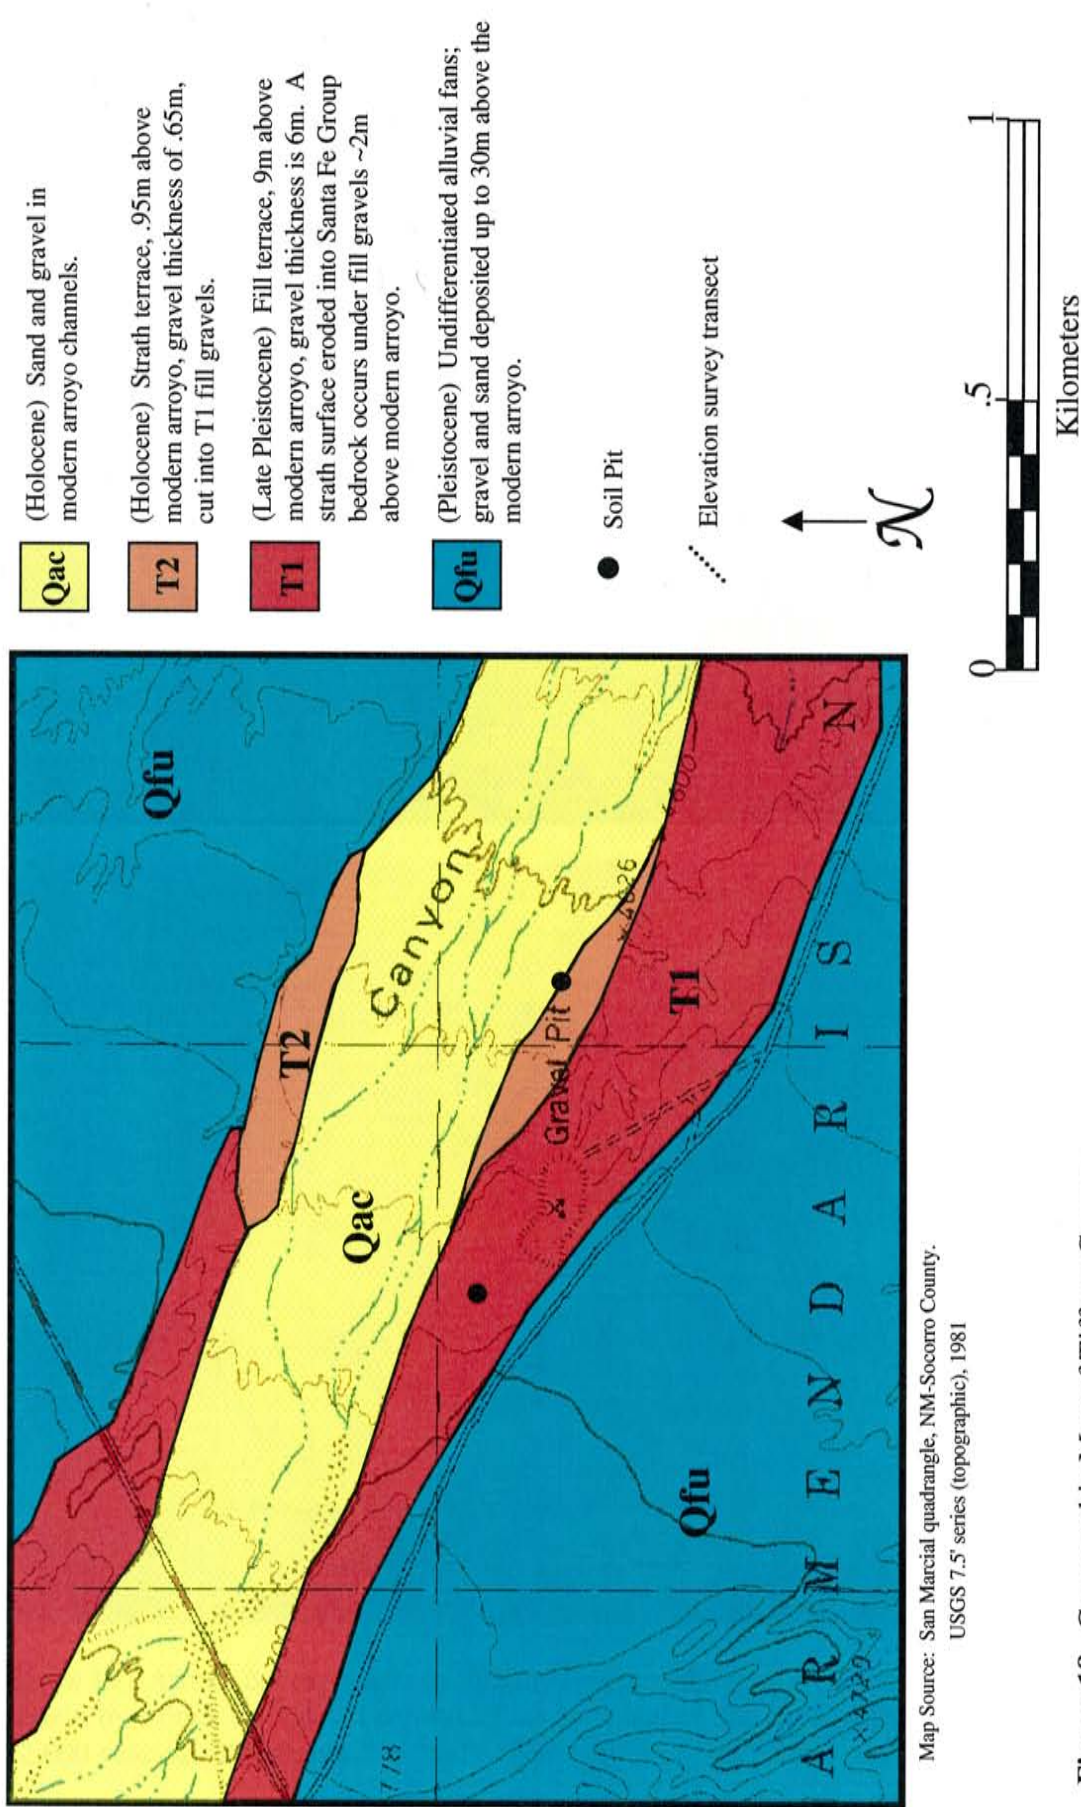 Qfu
Canyon
T2
Qac
Gravel Pit
4626
4600
T1
4700
778
Qfu
ARMENDARIS
N
x4729
Qac
(Holocene) Sand and gravel in
modern arroyo channels.
T2
(Holocene) Strath terrace, .95m above
modern arroyo, gravel thickness of .65m,
cut into T1 fill gravels.
T1
(Late Pleistocene) Fill terrace, 9m above
modern arroyo, gravel thickness is 6m. A
strath surface eroded into Santa Fe Group
bedrock occurs under fill gravels ~2m
above modern arroyo.
Qfu
(Pleistocene) Undifferentiated alluvial fans;
gravel and sand deposited up to 30m above the
modern arroyo.
Soil Pit
Elevation survey transect
N
0
.5
1
Kilometers
Map Source: San Marcial quadrangle, NM-Socorro County.
USGS 7.5' series (topographic), 1981